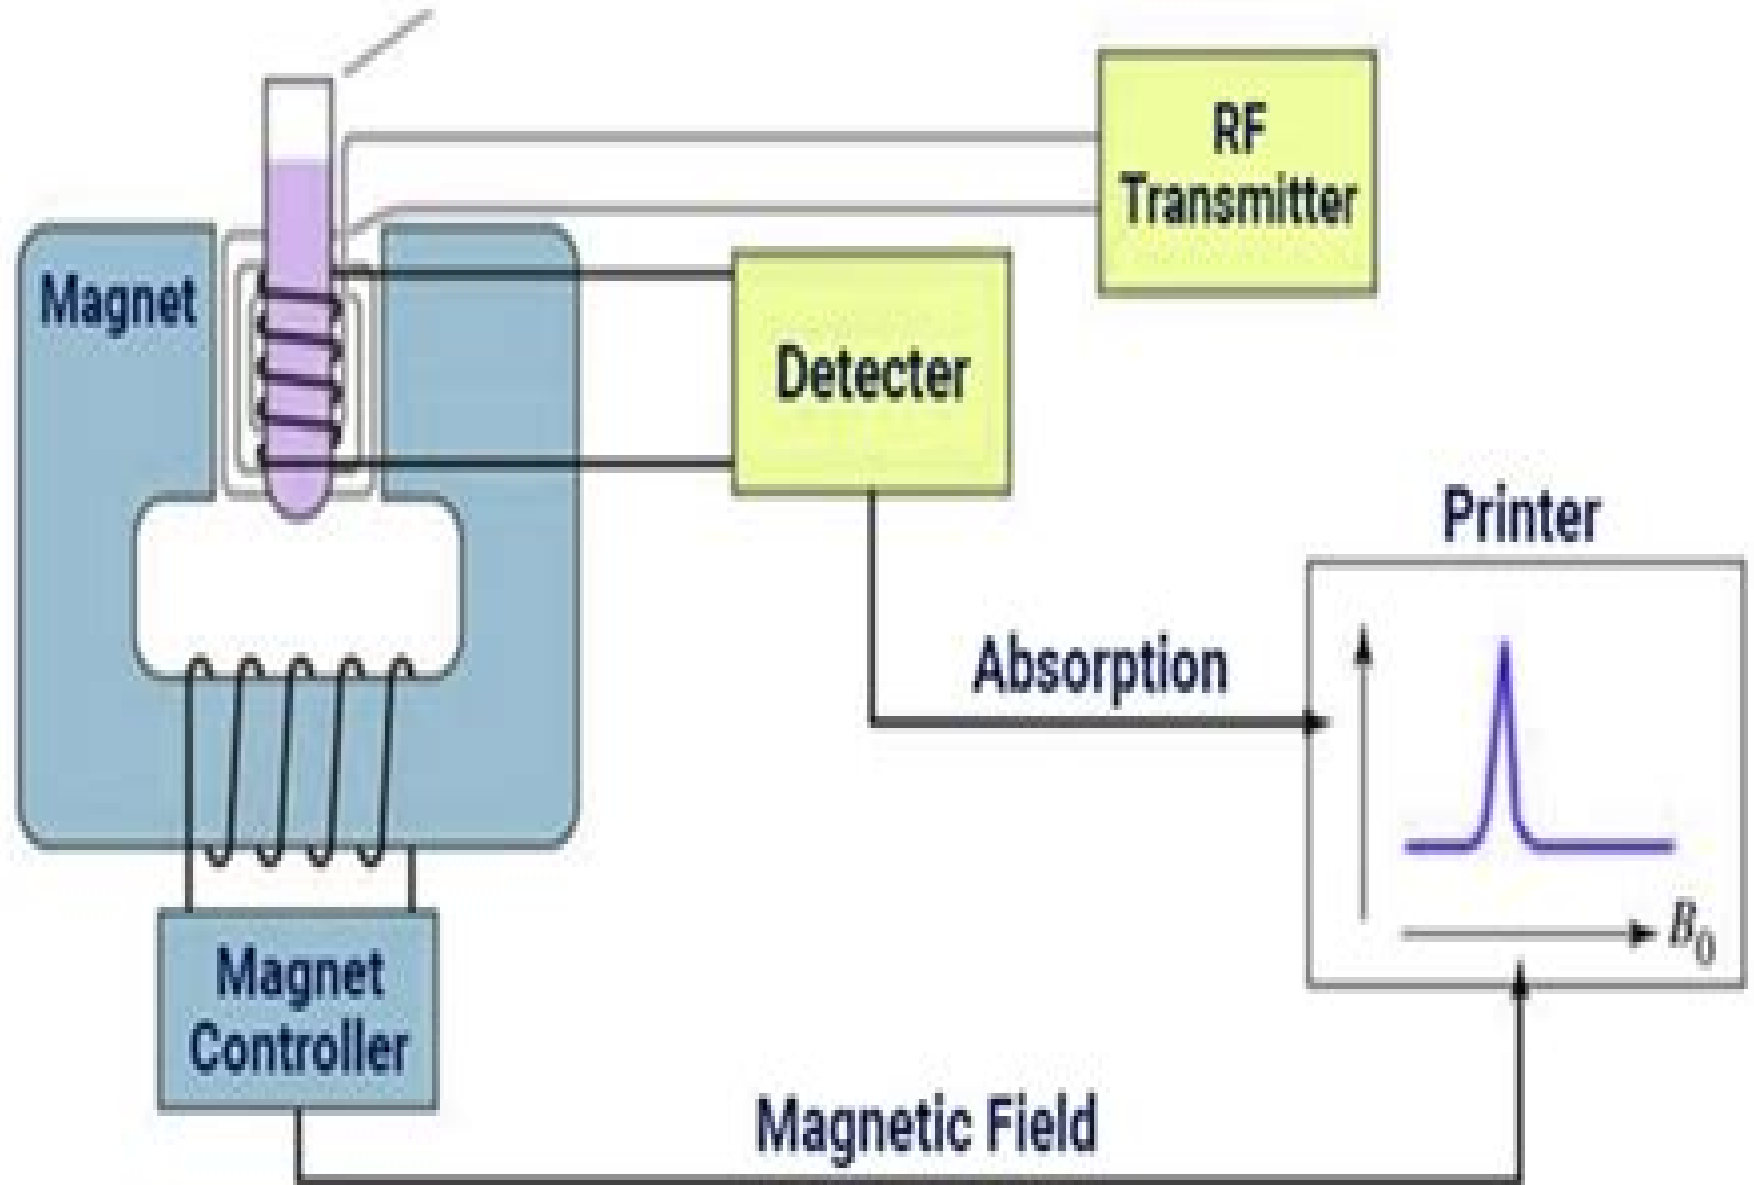 RF
Transmitter
Magnet
Detecter
Printer
Absorption
B₀
Magnet
Controller
Magnetic Field